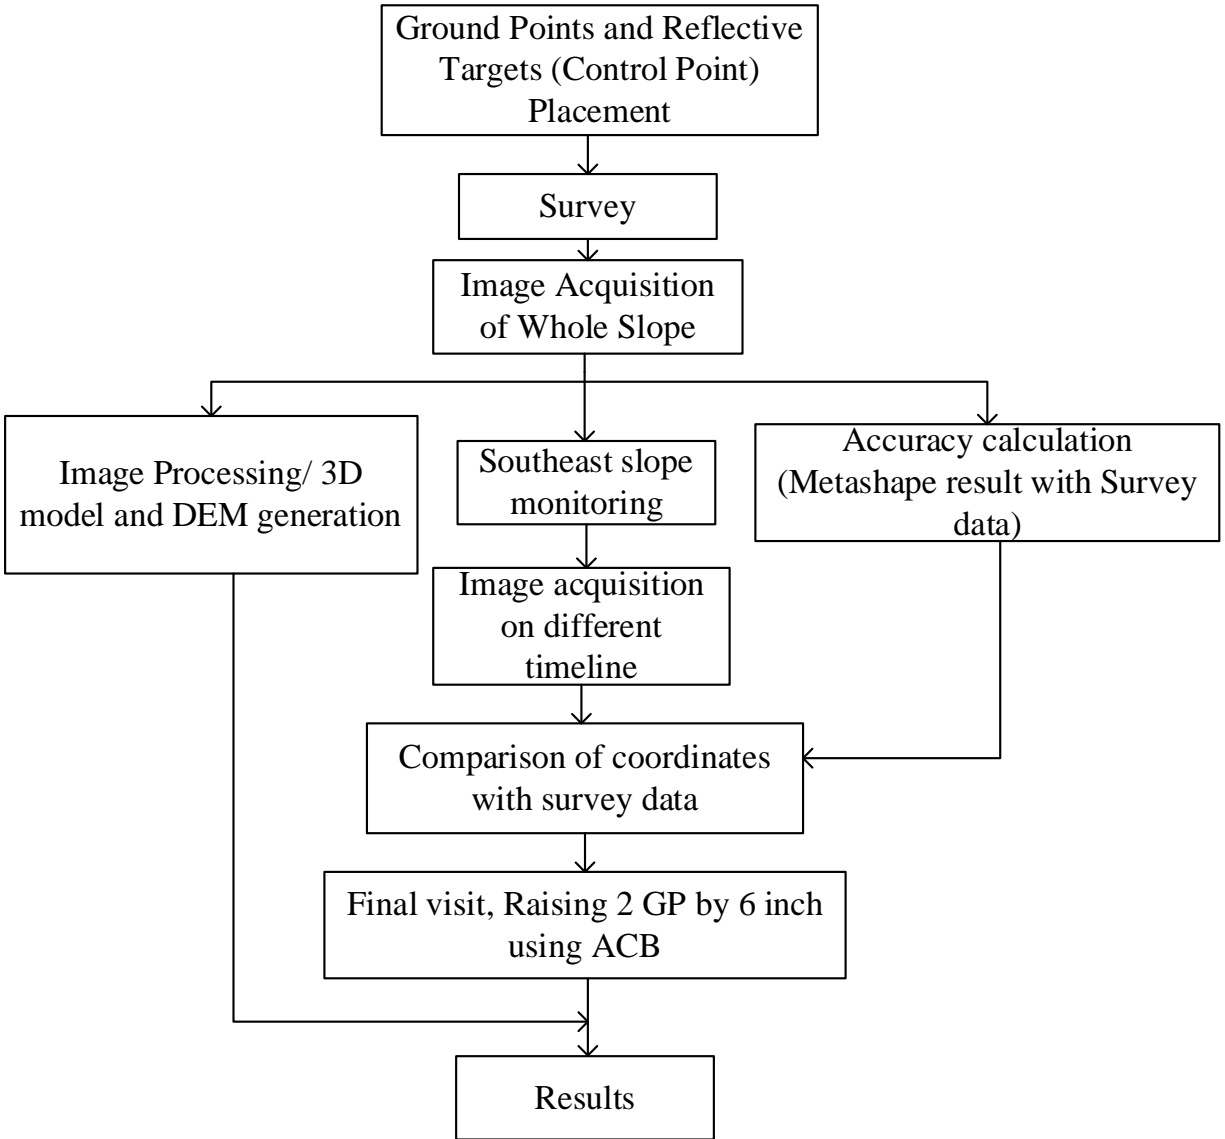 Ground Points and Reflective
Targets (Control Point)
Placement
Survey
Image Acquisition
of Whole Slope
Image Processing/ 3D
model and DEM generation
Southeast slope
monitoring
Accuracy calculation
(Metashape result with Survey
data)
Image acquisition
on different
timeline
Comparison of coordinates
with survey data
Final visit, Raising 2 GP by 6 inch
using ACB
Results